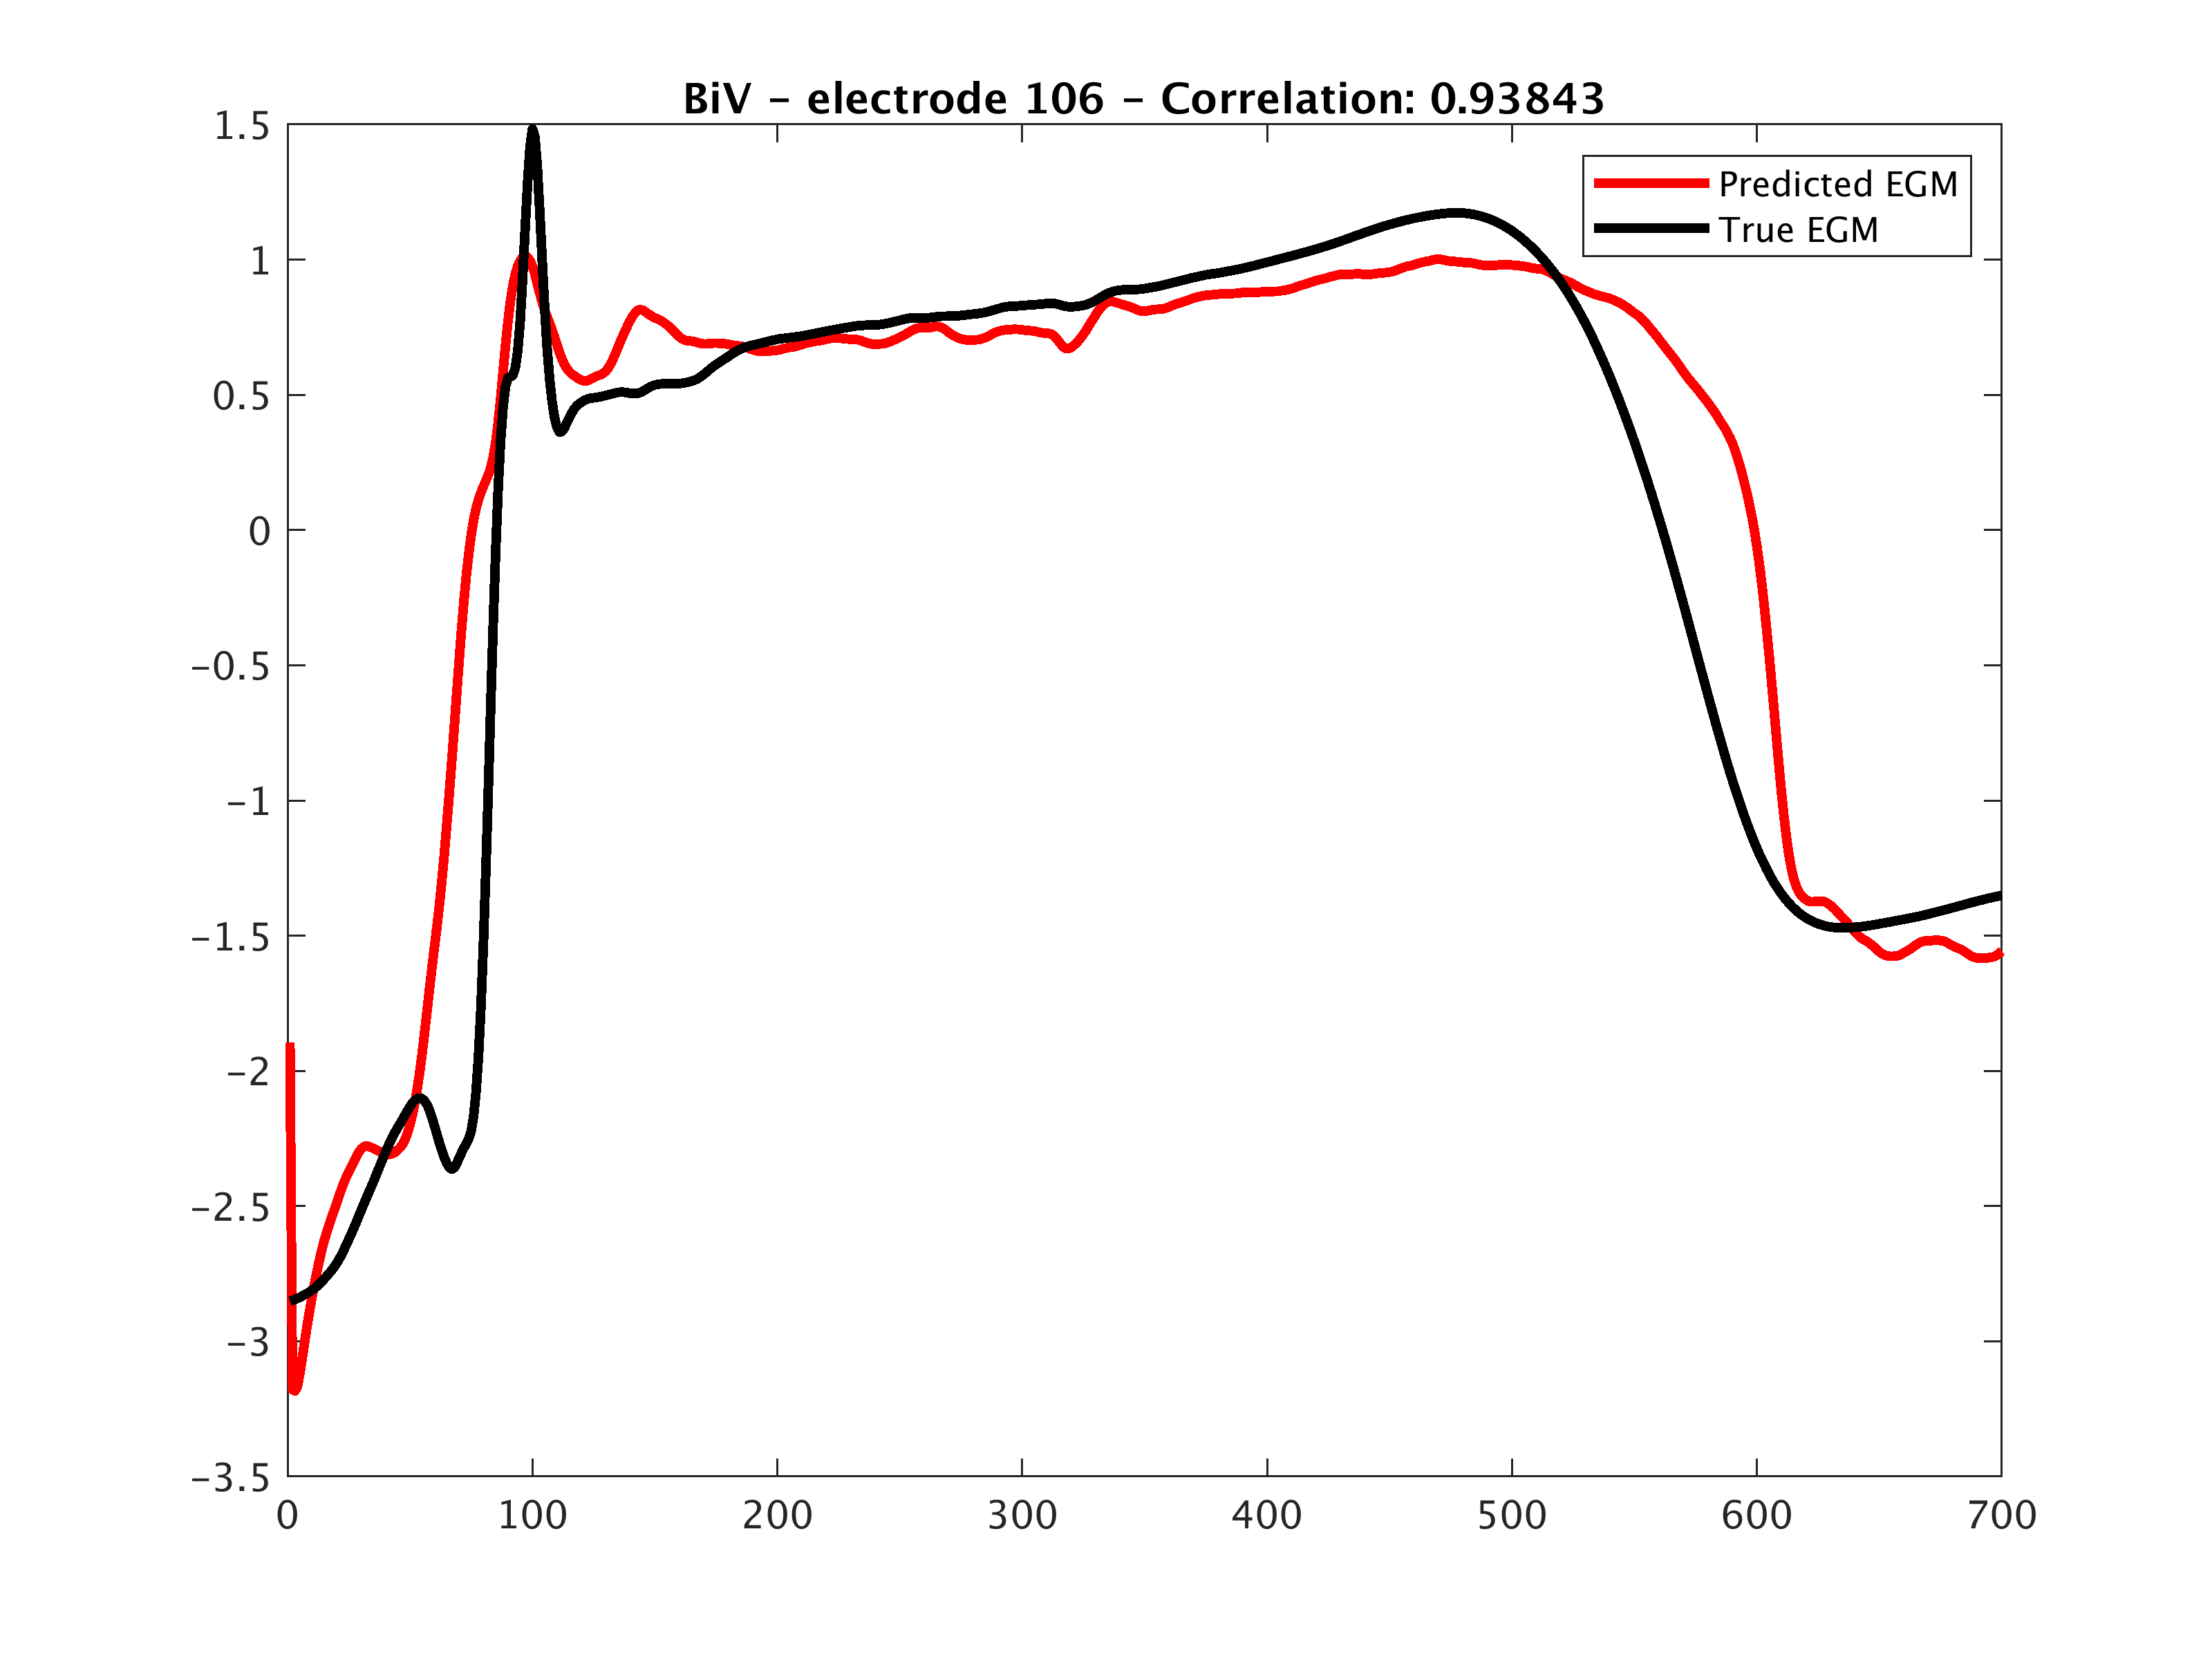 BiV – electrode 106 – Correlation: 0.93843
1.5
1
0.5
0
–0.5
–1
–1.5
–2
–2.5
–3
–3.5
0 100 200 300 400 500 600 700
Predicted EGM
True EGM